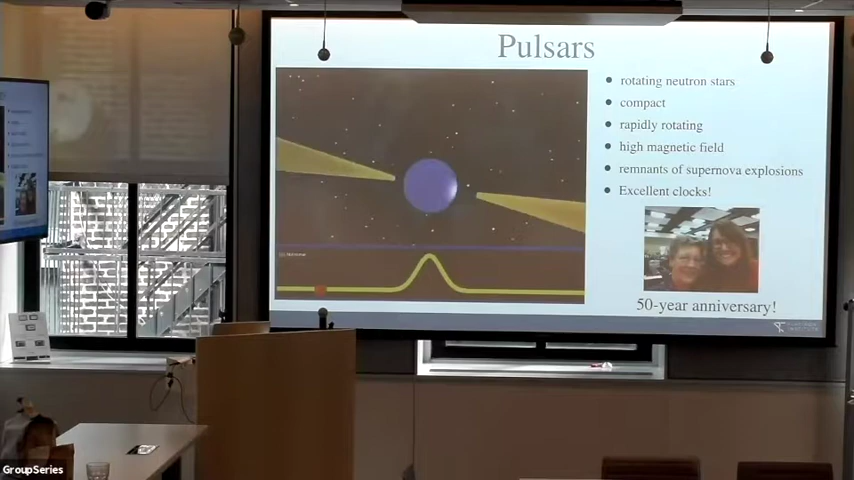 Pulsars
rotating neutron stars
compact
rapidly rotating
high magnetic field
remnants of supernova explosions
Excellent clocks!
50-year anniversary!
GroupSeries